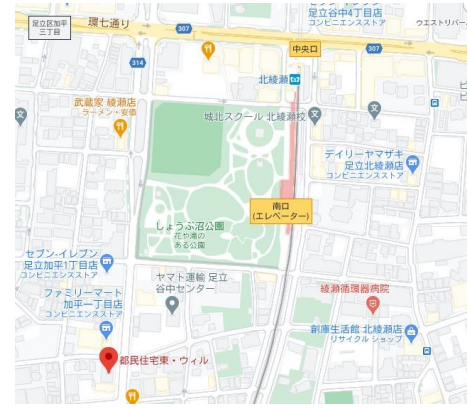 足立区加平
三丁目
環七通り
307
足立谷中4丁目店
コンビニエンスストア
ウエストリバー
中央口
307
314
北綾瀬
武蔵家 綾瀬店
ラーメン・安価
城北スクール 北綾瀬校
文
文
文
デイリーヤマザキ
足立北綾瀬店
コンビニエンスストア
南口
(エレベーター)
しょうぶ沼公園
花や滝の
ある公園
セブン-イレブン
足立加平1丁目店
コンビニエンスストア
ヤマト運輸 足立
谷中センター
綾瀬循環器病院
ファミリーマート
加平一丁目店
コンビニエンスストア
創庫生活館 北綾瀬店
リサイクル ショップ
都民住宅東・ウィル